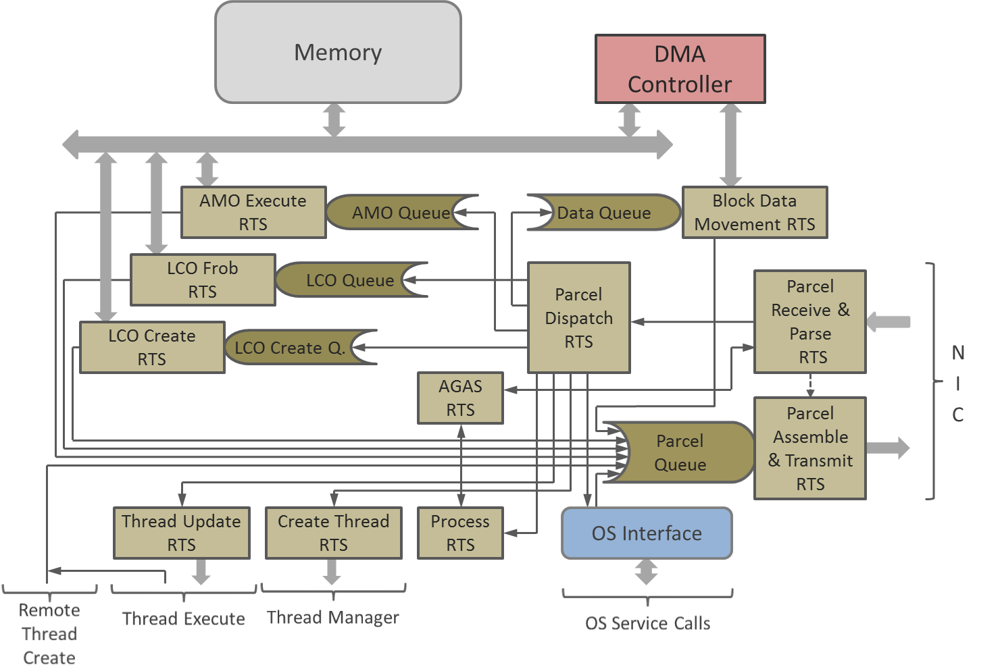 Memory
DMA
Controller
AMO Execute
RTS
AMO Queue
Data Queue
Block Data
Movement RTS
LCO Frob
RTS
LCO Queue
Parcel
Dispatch
RTS
Parcel
Receive &
Parse
RTS
LCO Create
RTS
LCO Create Q.
N
I
C
AGAS
RTS
Parcel
Queue
Parcel
Assemble
& Transmit
RTS
Thread Update
RTS
Create Thread
RTS
Process
RTS
OS Interface
Remote
Thread
Create
Thread Execute
Thread Manager
OS Service Calls